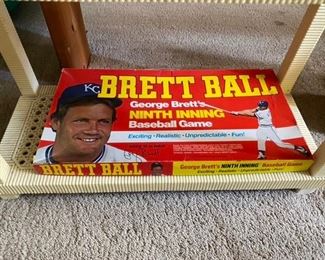 KC
BRETT BALL
George Brett's
NINTH INNING
Baseball Game
Exciting • Realistic • Unpredictable • Fun!
BRETT BALL
George Brett's NINTH INNING Baseball Game
Exciting • Realistic • Unpredictable • Fun!